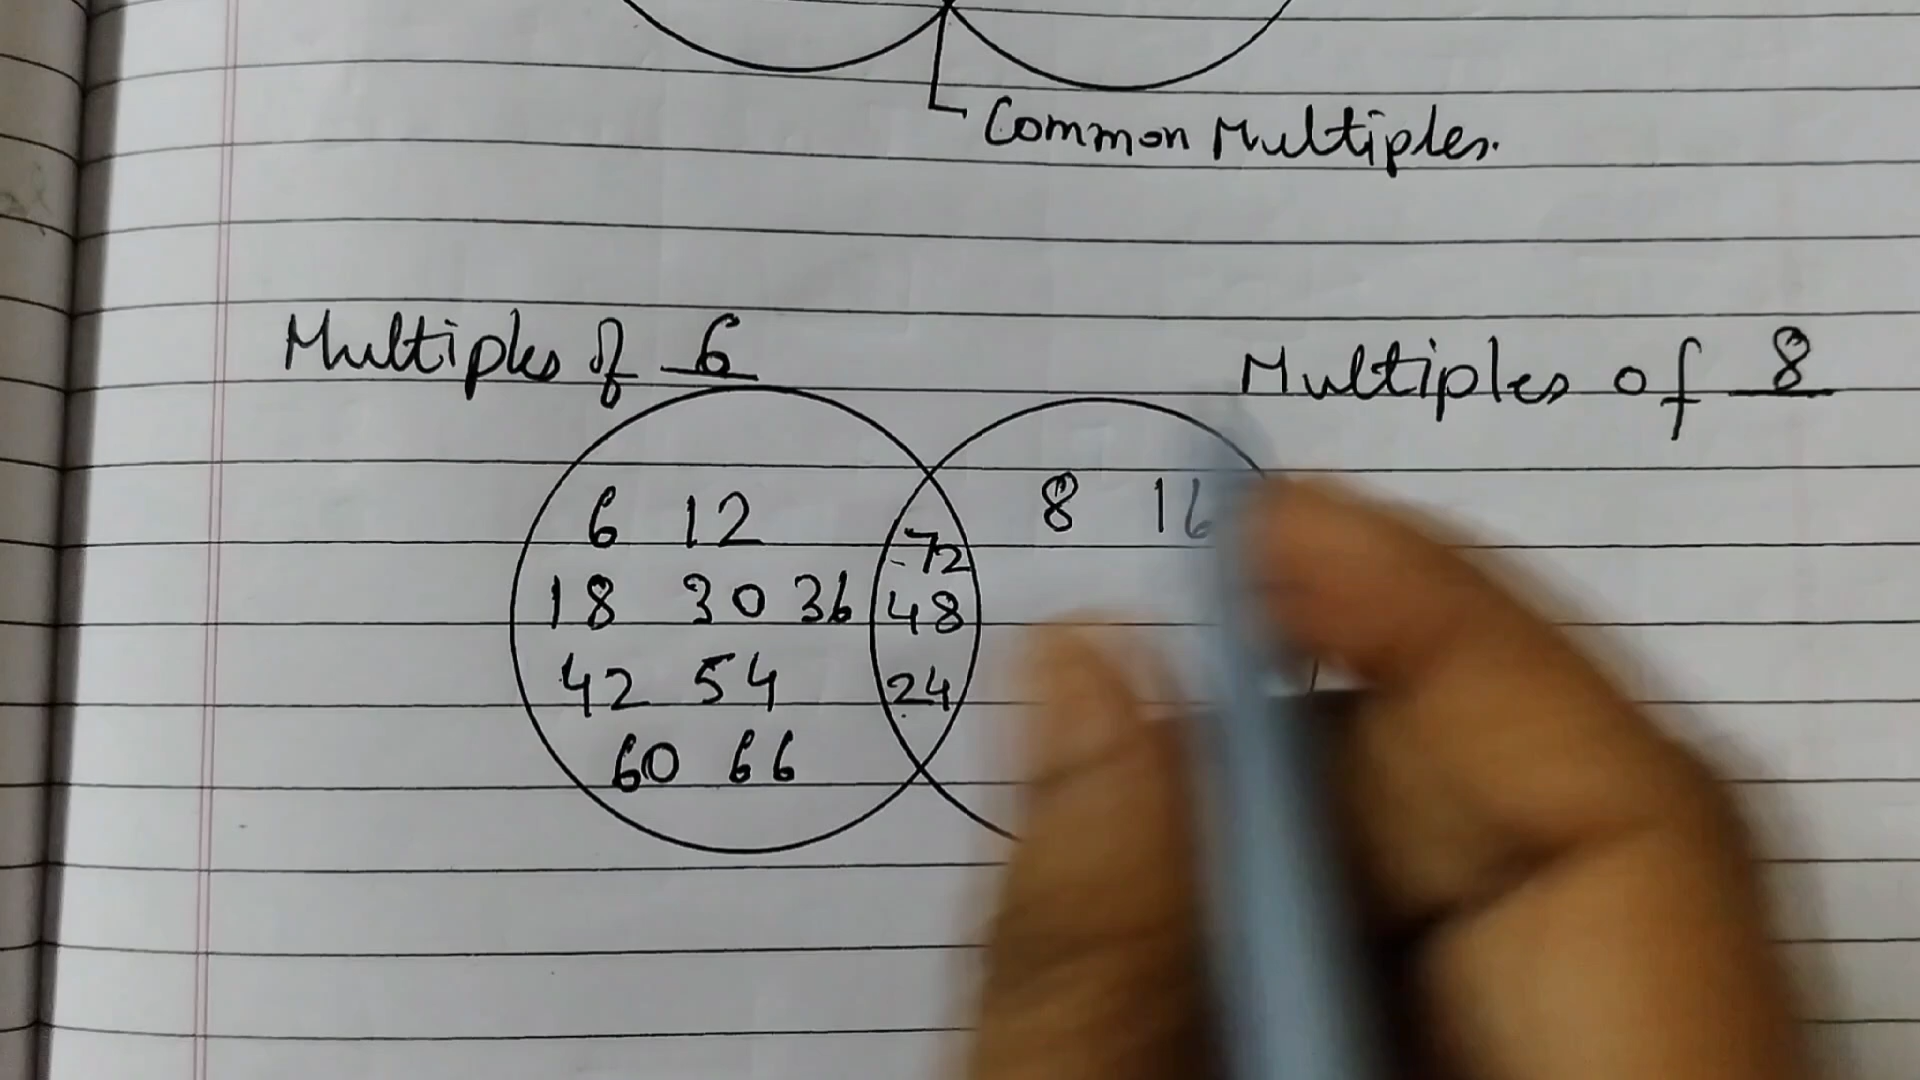 Common Multiples.
Multiples of 6
Multiples of 8
6 12
18 30 36
42 54
60 66
72
48
24
8 16